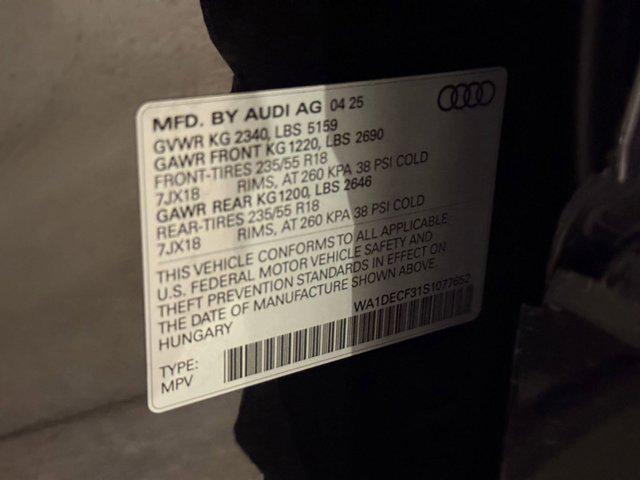 MFD. BY AUDI AG 04 25
GVWR KG 2340, LBS 5159
GAWR FRONT KG 1220, LBS 2690
FRONT-TIRES 235/55 R18
7JX18 RIMS, AT 260 KPA 38 PSI COLD
GAWR REAR KG 1200, LBS 2646
REAR-TIRES 235/55 R18
7JX18 RIMS, AT 260 KPA 38 PSI COLD
THIS VEHICLE CONFORMS TO ALL APPLICABLE
U.S. FEDERAL MOTOR VEHICLE SAFETY AND
THEFT PREVENTION STANDARDS IN EFFECT ON
THE DATE OF MANUFACTURE SHOWN ABOVE.
HUNGARY WA1DECF31S1077652
TYPE:
MPV